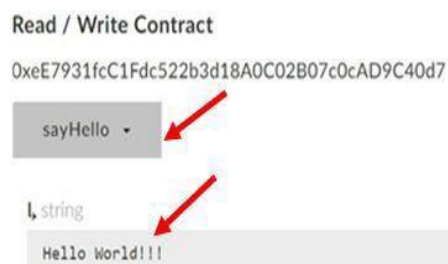 Read / Write Contract
0xeE7931fcC1Fdc522b3d18A0C02B07c0cAD9C40d7
sayHello
l, string
Hello World!!!